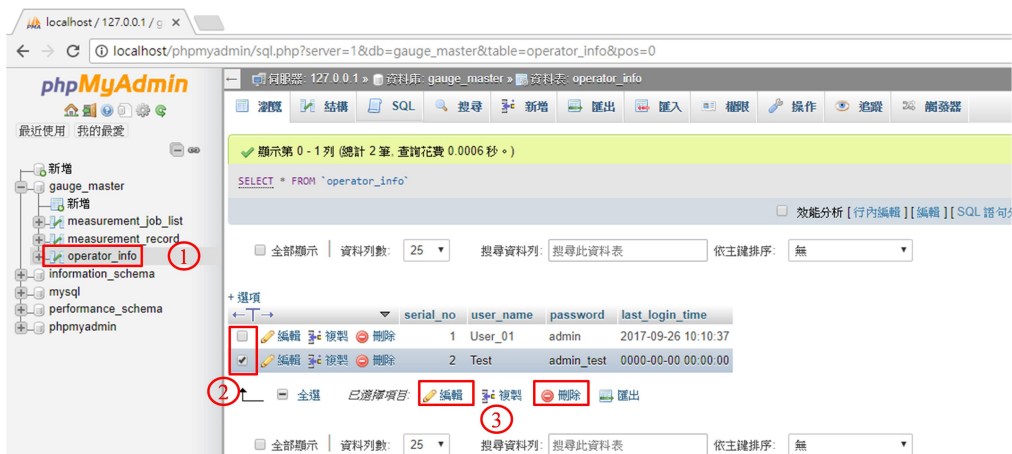 localhost / 127.0.0.1 / g
localhost/phpmyadmin/sql.php?server=1&db=gauge_master&table=operator_info&pos=0
phpMyAdmin
最近使用 我的最愛
新增
gauge_master
新增
measurement_job_list
measurement_record
operator_info
①
information_schema
mysql
performance_schema
phpmyadmin
伺服器: 127.0.0.1 » 資料庫: gauge_master » 資料表: operator_info
瀏覽 結構 SQL 搜尋 新增 匯出 匯入 權限 操作 追蹤 觸發器
顯示第 0 - 1 列 (總計 2 筆, 查詢花費 0.0006 秒。)
SELECT * FROM `operator_info`
效能分析 [ 行內編輯 ] [ 編輯 ] [ SQL 語句分
全部顯示 | 資料列數: 25 搜尋資料列: 搜尋此資料表 依主鍵排序: 無
+ 選項
←T→ serial_no user_name password last_login_time
編輯 複製 刪除 1 User_01 admin 2017-09-26 10:10:37
編輯 複製 刪除 2 Test admin_test 0000-00-00 00:00:00
② 全選 已選擇項目: 編輯 複製 刪除 匯出
③
全部顯示 | 資料列數: 25 搜尋資料列: 搜尋此資料表 依主鍵排序: 無